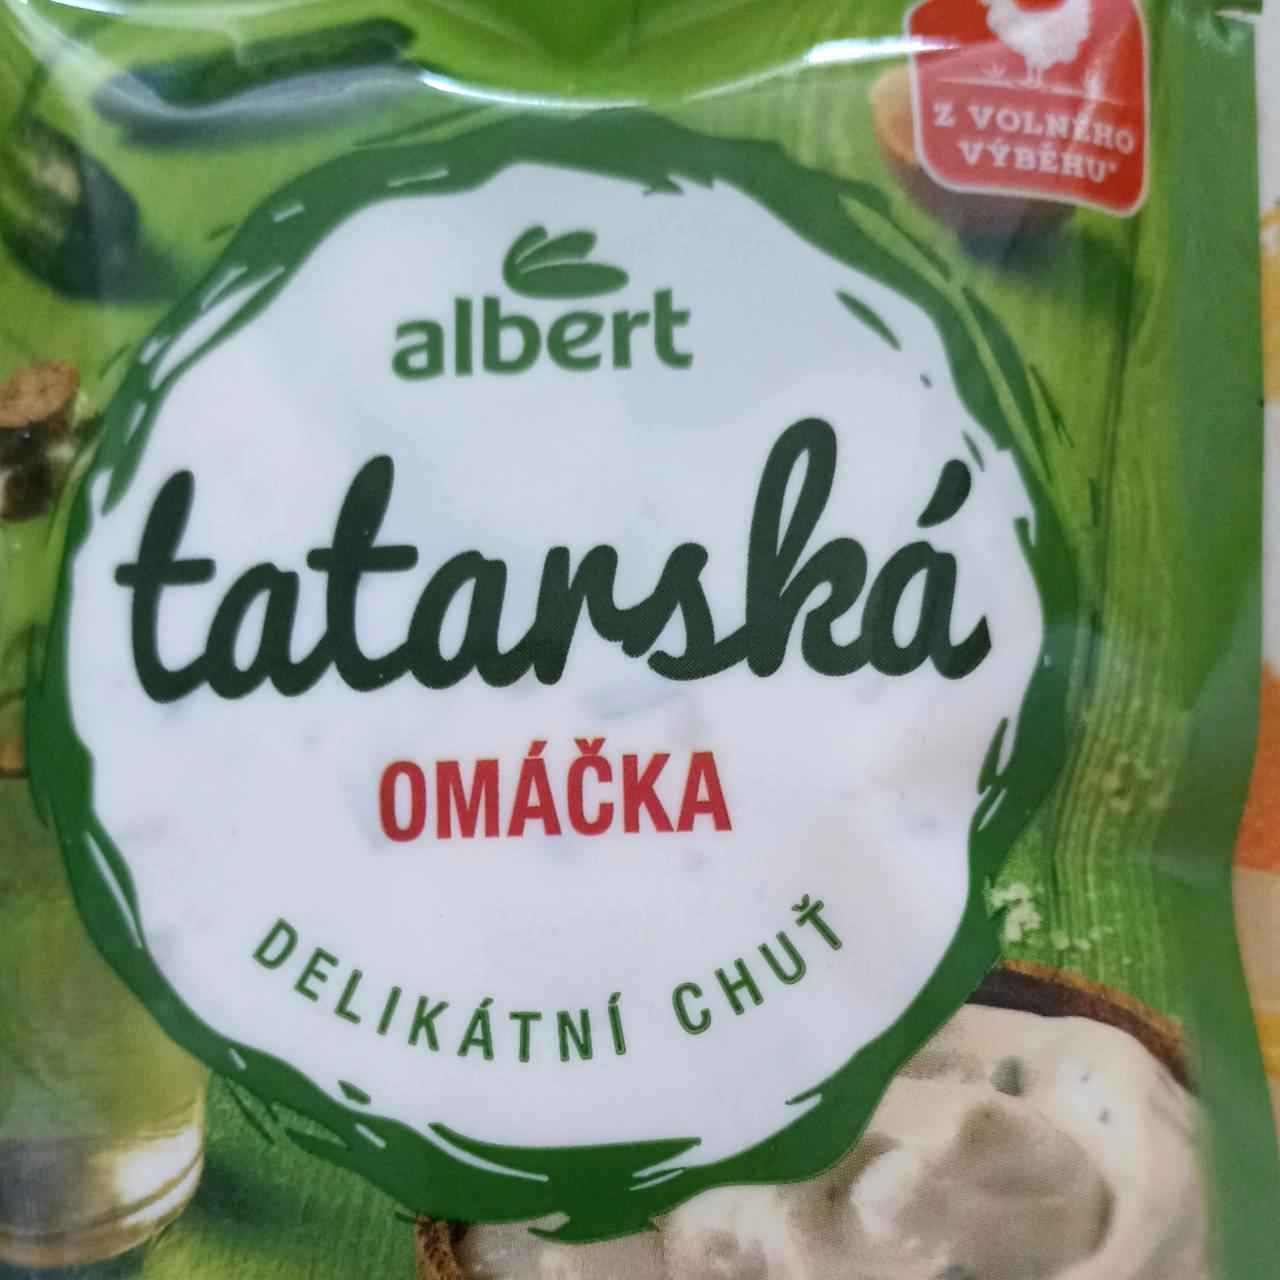 Z VOLNÉHO
VÝBĚHU*
albert
tatarská
OMÁČKA
DELIKÁTNÍ CHUŤ